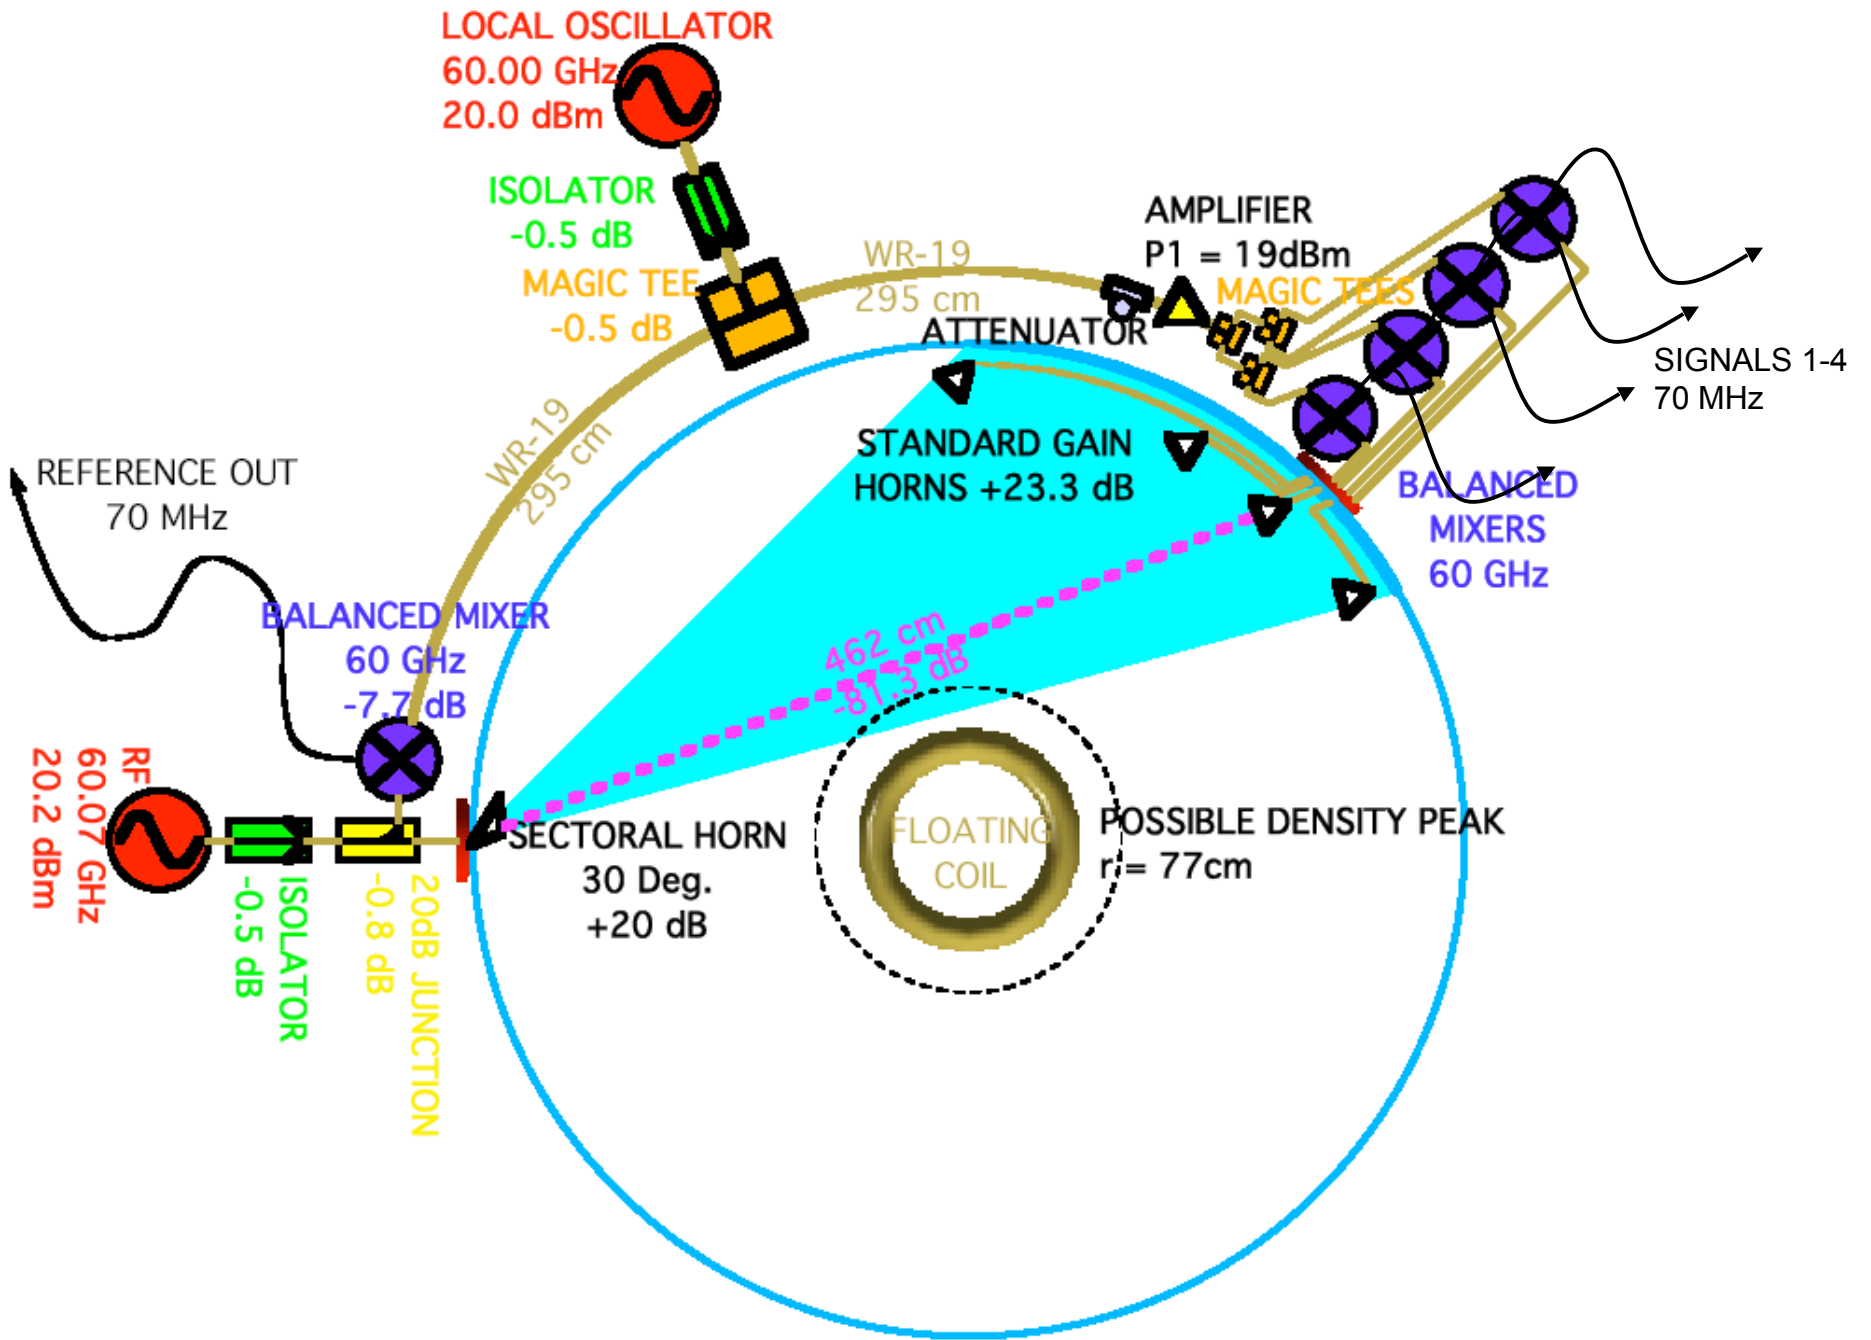 LOCAL OSCILLATOR
60.00 GHz
20.0 dBm
ISOLATOR
-0.5 dB
MAGIC TEE
-0.5 dB
WR-19
295 cm
AMPLIFIER
P1 = 19dBm
MAGIC TEES
ATTENUATOR
SIGNALS 1-4
70 MHz
STANDARD GAIN
HORNS +23.3 dB
BALANCED
MIXERS
60 GHz
WR-19
295 cm
REFERENCE OUT
70 MHz
BALANCED MIXER
60 GHz
-7.7 dB
462 cm
-81.3 dB
RF
60.07 GHz
20.2 dBm
ISOLATOR
-0.5 dB
20dB JUNCTION
-0.8 dB
SECTORAL HORN
30 Deg.
+20 dB
FLOATING
COIL
POSSIBLE DENSITY PEAK
r = 77cm